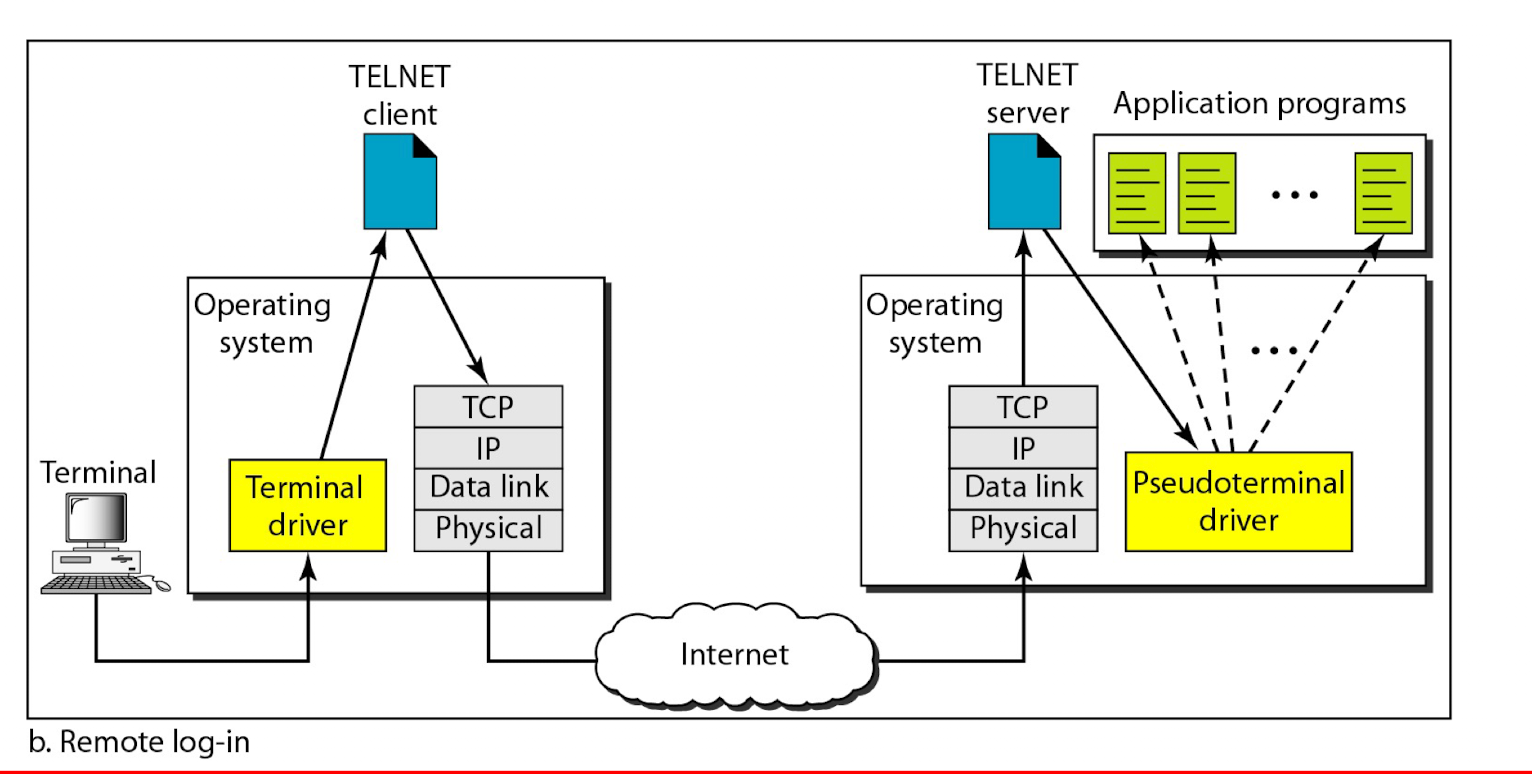 TELNET
client
TELNET
server
Application programs
Operating
system
Operating
system
TCP
IP
Data link
Physical
TCP
IP
Data link
Physical
Terminal
Terminal
driver
Pseudoterminal
driver
Internet
b. Remote log-in